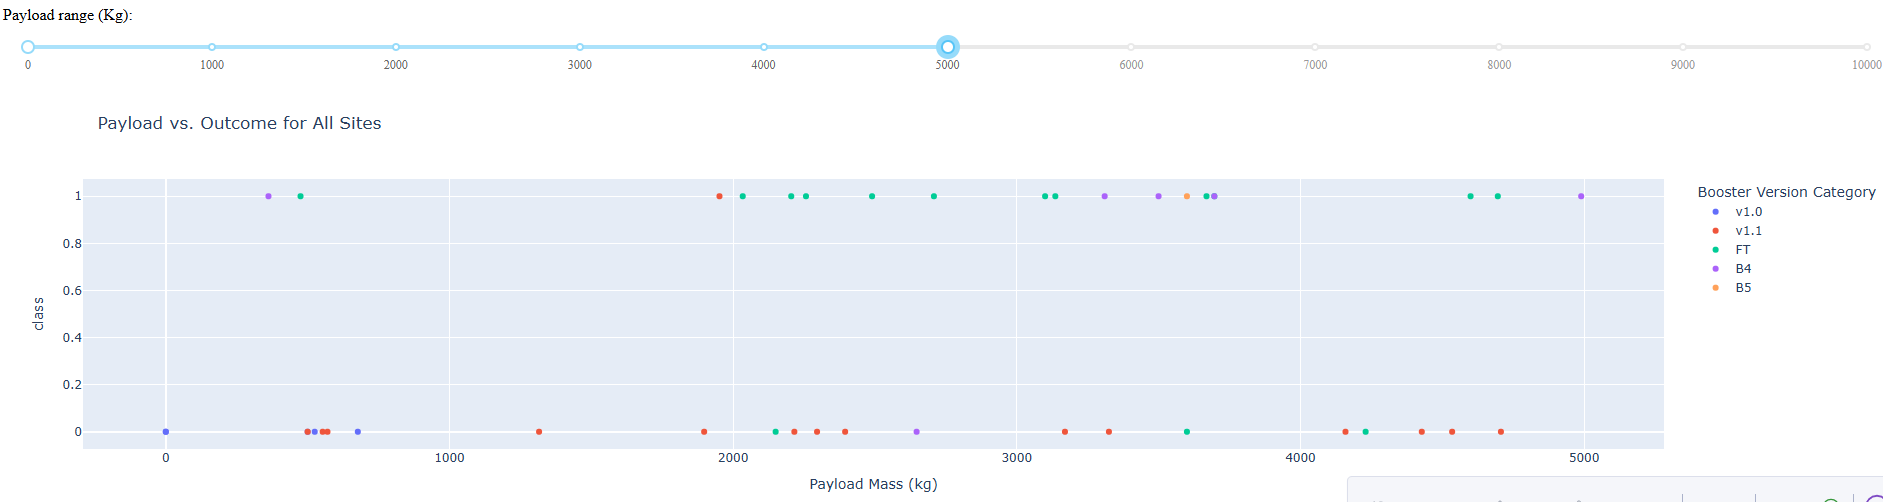 Payload range (Kg):
0 1000 2000 3000 4000 5000 6000 7000 8000 9000 10000
Payload vs. Outcome for All Sites
1
0.8
0.6
0.4
0.2
0
class
0 1000 2000 3000 4000 5000
Payload Mass (kg)
Booster Version Category
v1.0
v1.1
FT
B4
B5